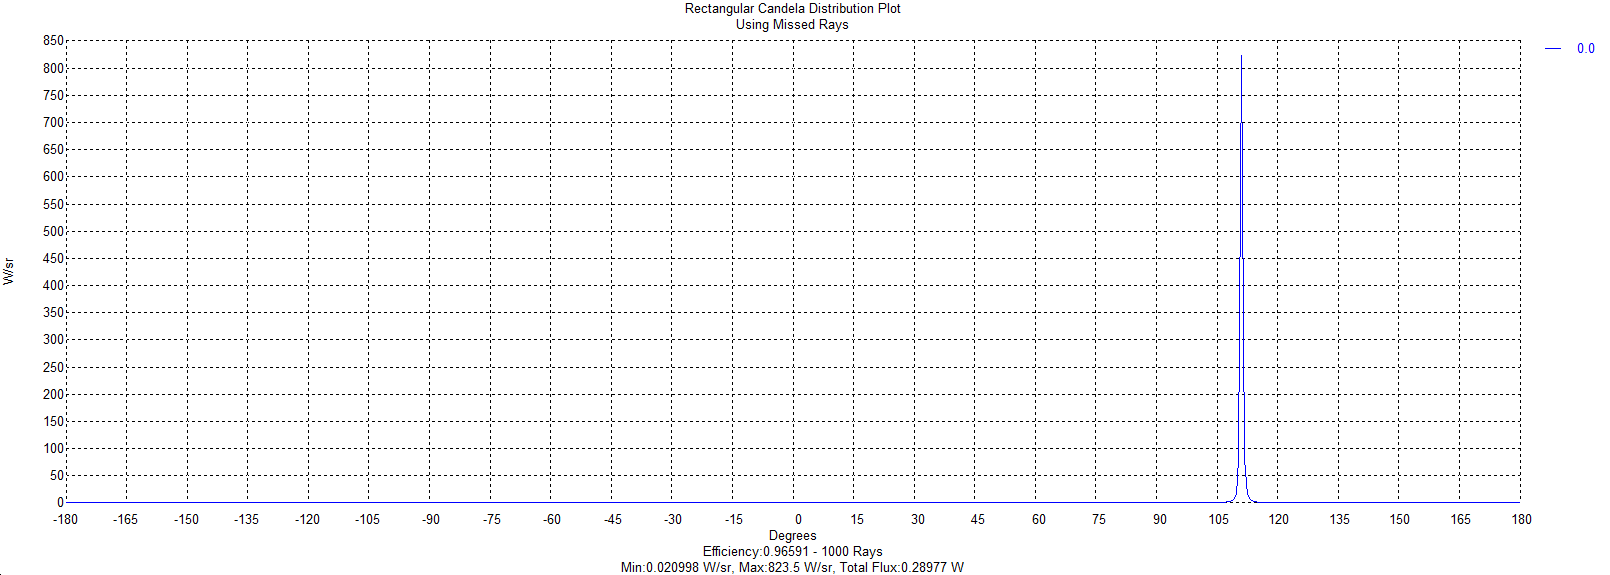 Rectangular Candela Distribution Plot
Using Missed Rays
850
800
750
700
650
600
550
500
450
400
350
300
250
200
150
100
50
0
W/sr
0.0
-180 -165 -150 -135 -120 -105 -90 -75 -60 -45 -30 -15 0 15 30 45 60 75 90 105 120 135 150 165 180
Degrees
Efficiency:0.96591 - 1000 Rays
Min:0.020998 W/sr, Max:823.5 W/sr, Total Flux:0.28977 W